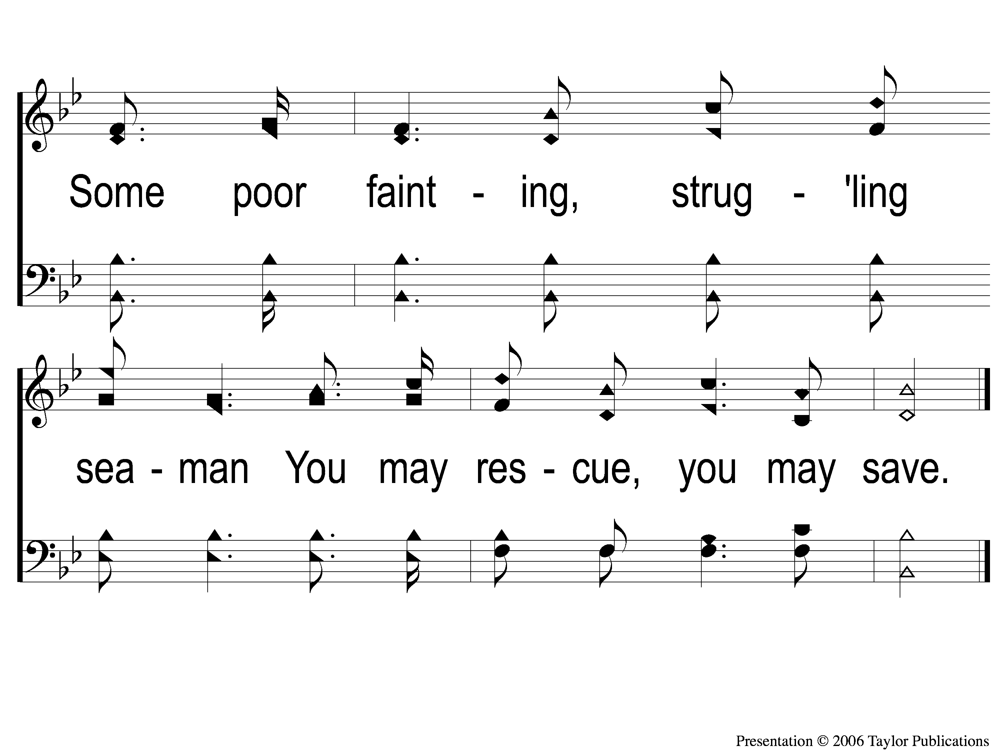 Some poor faint - ing, strug - 'ling
sea - man You may res - cue, you may save.
Presentation © 2006 Taylor Publications